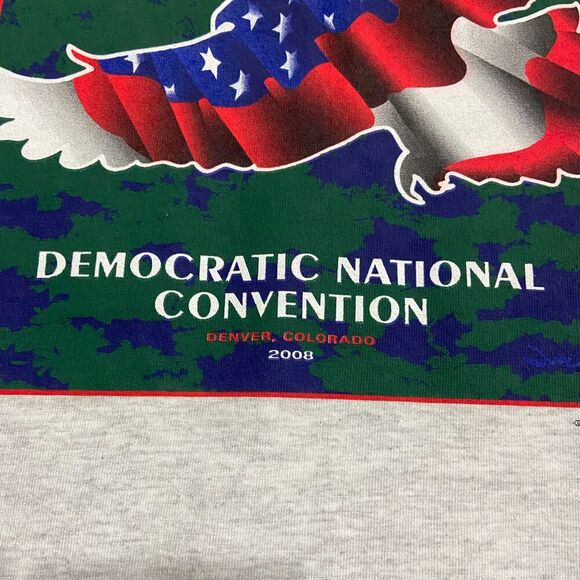 DEMOCRATIC NATIONAL
CONVENTION
DENVER, COLORADO
2008